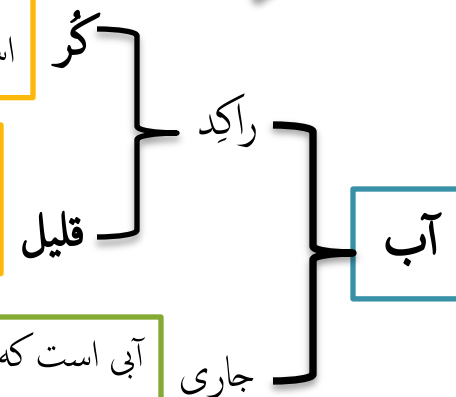 کُر
راکِد
آب
قلیل
آبی است که
جاری